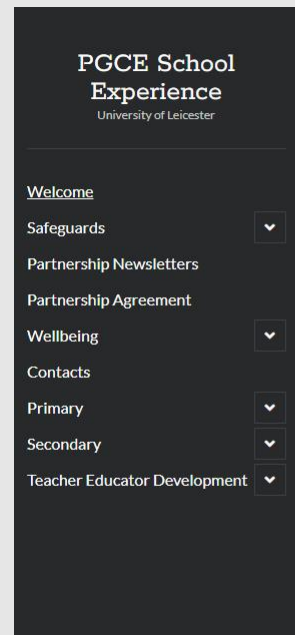 PGCE School
Experience
University of Leicester
Welcome
Safeguards
Partnership Newsletters
Partnership Agreement
Wellbeing
Contacts
Primary
Secondary
Teacher Educator Development